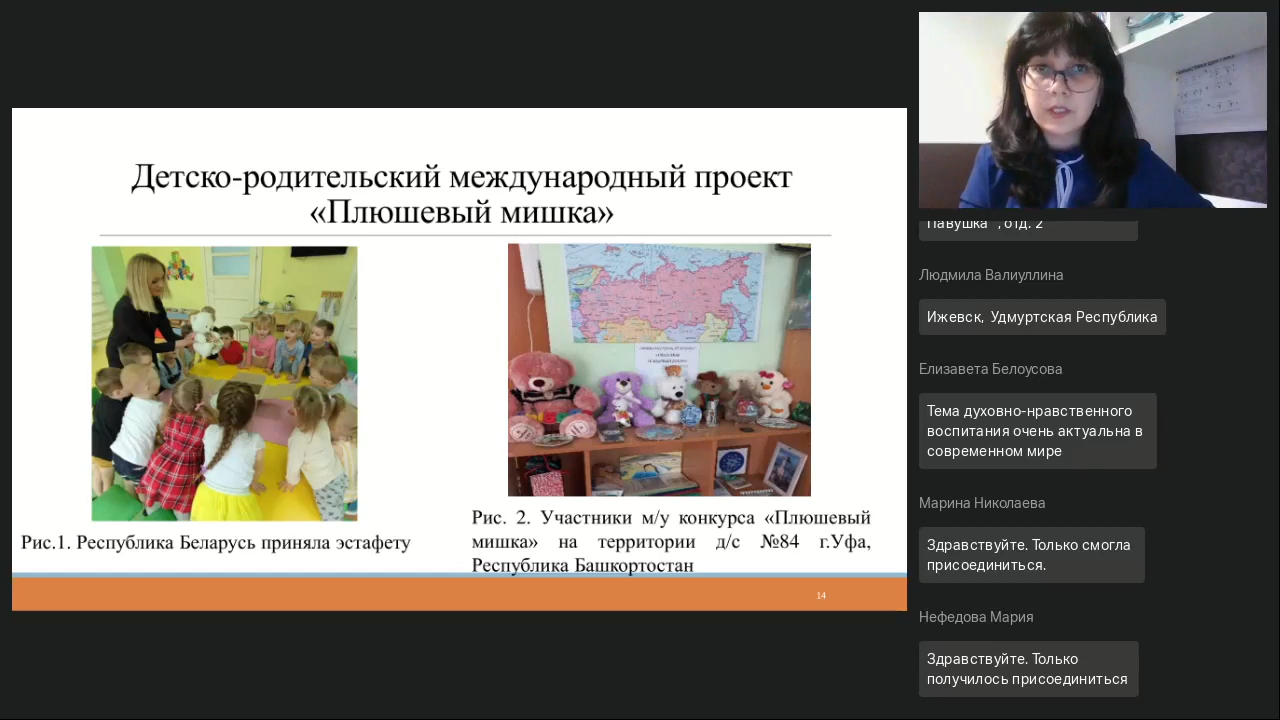 Детско-родительский международный проект
«Плюшевый мишка»
Рис.1. Республика Беларусь приняла эстафету
Рис. 2. Участники м/у конкурса «Плюшевый
мишка» на территории д/с №84 г.Уфа,
Республика Башкортостан
14
, отд. 2
Людмила Валиуллина
Ижевск, Удмуртская Республика
Елизавета Белоусова
Тема духовно-нравственного
воспитания очень актуальна в
современном мире
Марина Николаева
Здравствуйте. Только смогла
присоединиться.
Нефедова Мария
Здравствуйте. Только
получилось присоединиться